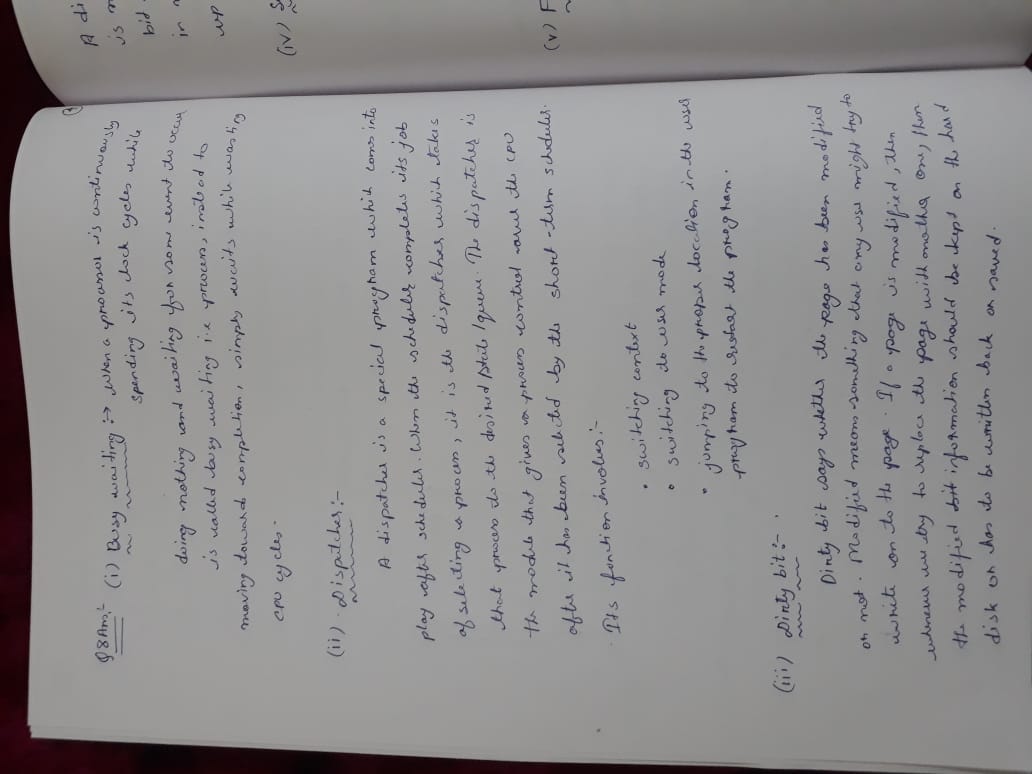 Q8Ans:-
(i) Busy waiting :→ when a processor is continuously
spending its clock cycles while
doing nothing and waiting for some event to occur
is called busy waiting i.e process, instead to
moving toward completion, simply waits while wasting
CPU cycles.
(ii) Dispatcher:-
A dispatcher is a special program which comes into
play after scheduler. When the scheduler completes its job
of selecting a process, it is the dispatcher which takes
that process to the desired state/queue. The dispatcher is
the module that gives a process control over the CPU
after it has been selected by the short-term scheduler.
Its function involves:-
• switching context
• switching to user mode
• jumping to the proper location in the user
program to restart the program.
(iii) Dirty bit:-
Dirty bit says whether the page has been modified
or not. Modified means something that any use might try to
write on to the page. If a page is modified, then
whenever we try to replace the page with another one, then
the modified bit information should be kept on the hard
disk or has to be written back or saved.
A di
is
bid
in
up
(iv) S
(v) F